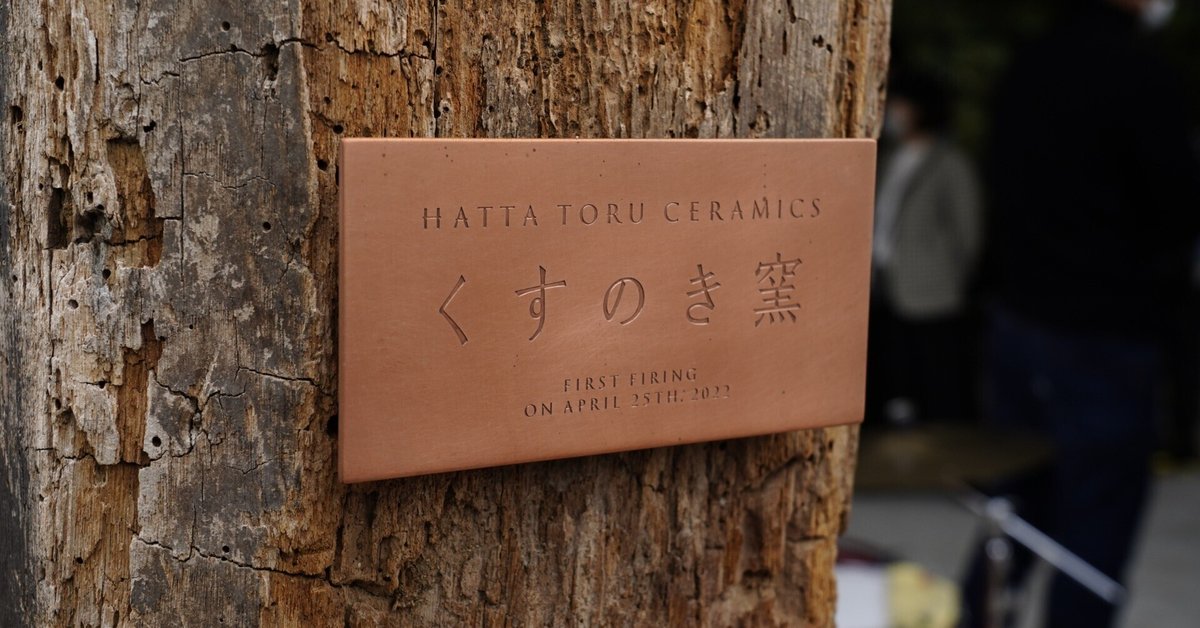 HATTA TORU CERAMICS
くすのき窯
FIRST FIRING
ON APRIL 25TH, 2022